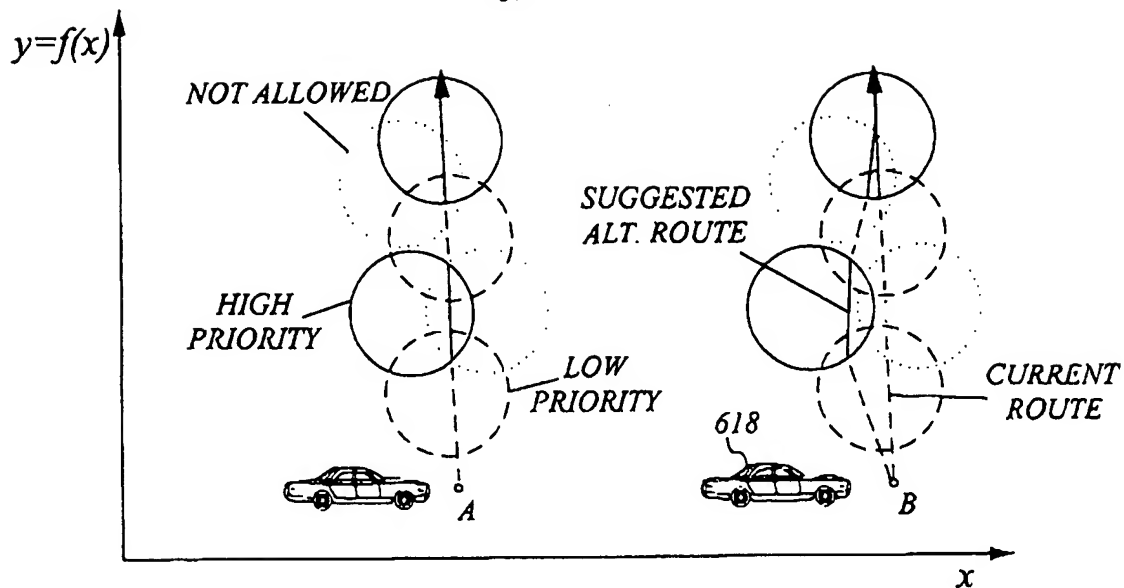 y=f(x)
NOT ALLOWED
HIGH
PRIORITY
LOW
PRIORITY
A
SUGGESTED
ALT. ROUTE
618
CURRENT
ROUTE
B
x